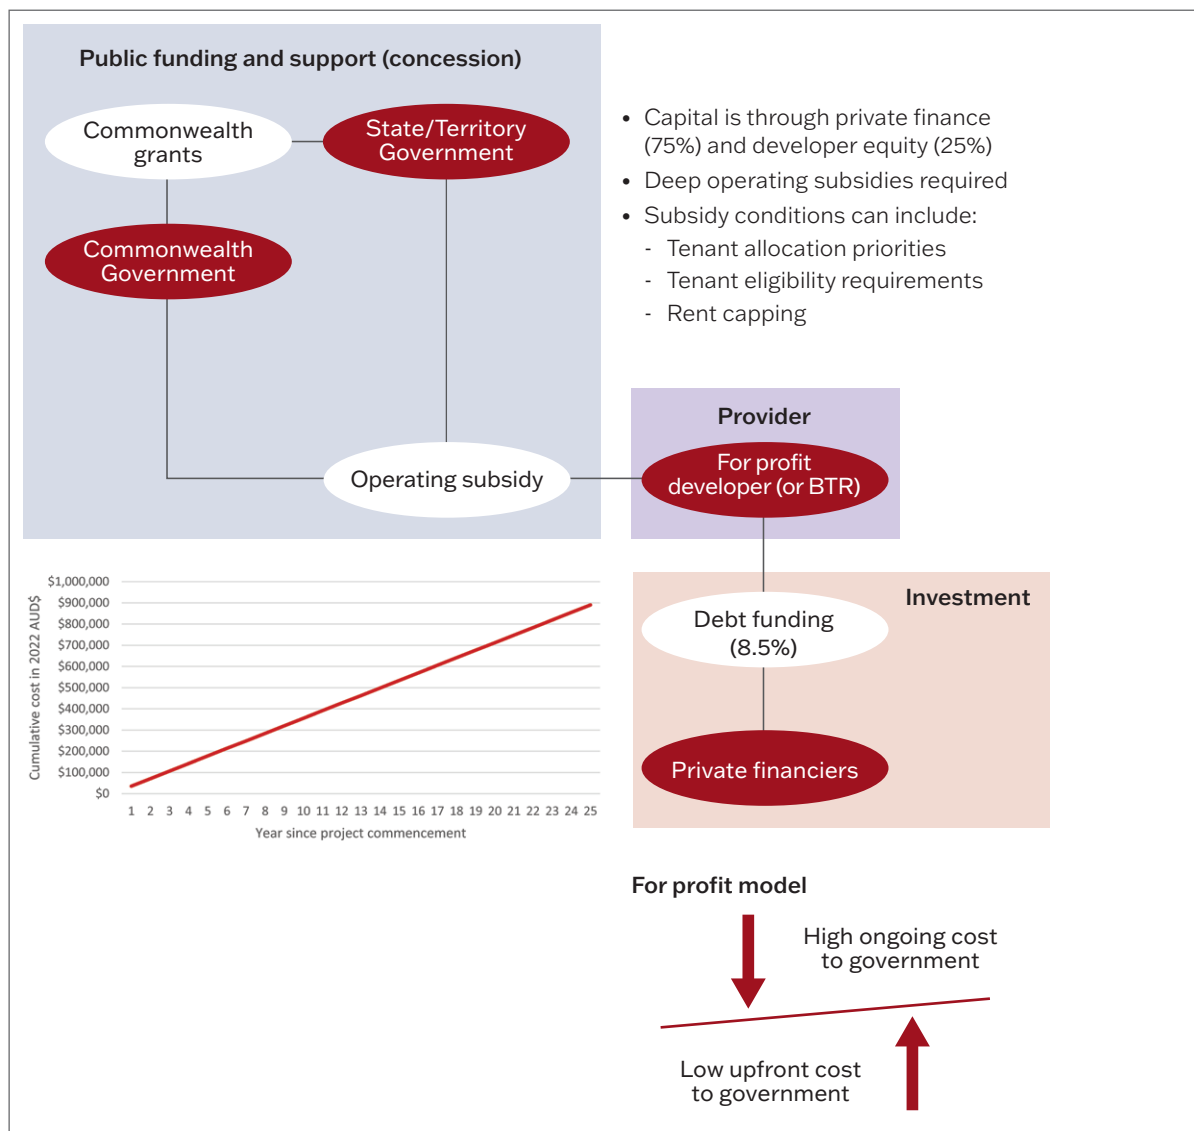 Public funding and support (concession)
Commonwealth
grants
State/Territory
Government
Commonwealth
Government
Operating subsidy
• Capital is through private finance
(75%) and developer equity (25%)
• Deep operating subsidies required
• Subsidy conditions can include:
- Tenant allocation priorities
- Tenant eligibility requirements
- Rent capping
Provider
For profit
developer (or BTR)
Investment
Debt funding
(8.5%)
Private financiers
Cumulative cost in 2022 AUD$
$1,000,000
$900,000
$800,000
$700,000
$600,000
$500,000
$400,000
$300,000
$200,000
$100,000
$0
1 2 3 4 5 6 7 8 9 10 11 12 13 14 15 16 17 18 19 20 21 22 23 24 25
Year since project commencement
For profit model
High ongoing cost
to government
Low upfront cost
to government